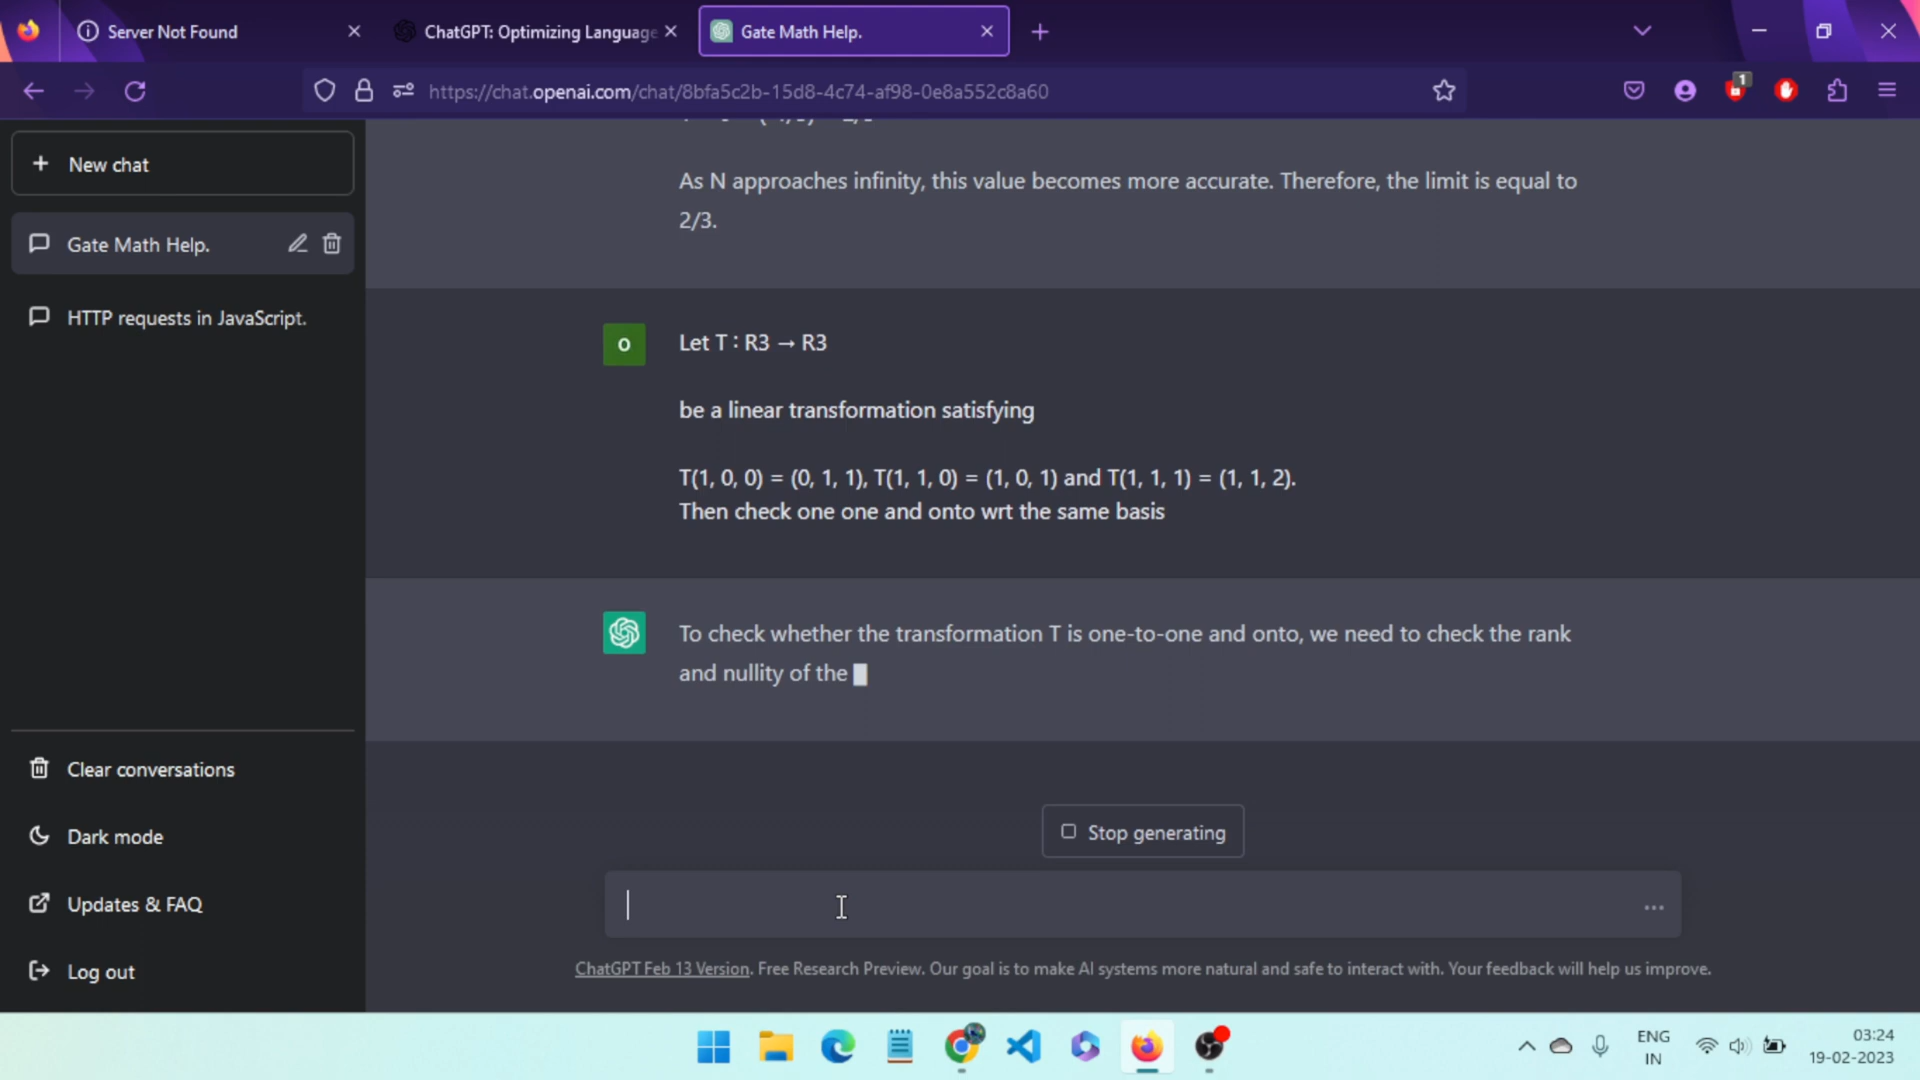 Server Not Found
ChatGPT: Optimizing Language
Gate Math Help.
https://chat.openai.com/chat/8bfa5c2b-15d8-4c74-af98-0e8a552c8a60
1
New chat
Gate Math Help.
HTTP requests in JavaScript.
Clear conversations
Dark mode
Updates & FAQ
Log out
As N approaches infinity, this value becomes more accurate. Therefore, the limit is equal to
2/3.
O
Let T : R3 → R3
be a linear transformation satisfying
T(1, 0, 0) = (0, 1, 1), T(1, 1, 0) = (1, 0, 1) and T(1, 1, 1) = (1, 1, 2).
Then check one one and onto wrt the same basis
To check whether the transformation T is one-to-one and onto, we need to check the rank
and nullity of the
Stop generating
ChatGPT Feb 13 Version. Free Research Preview. Our goal is to make AI systems more natural and safe to interact with. Your feedback will help us improve.
ENG
IN
03:24
19-02-2023